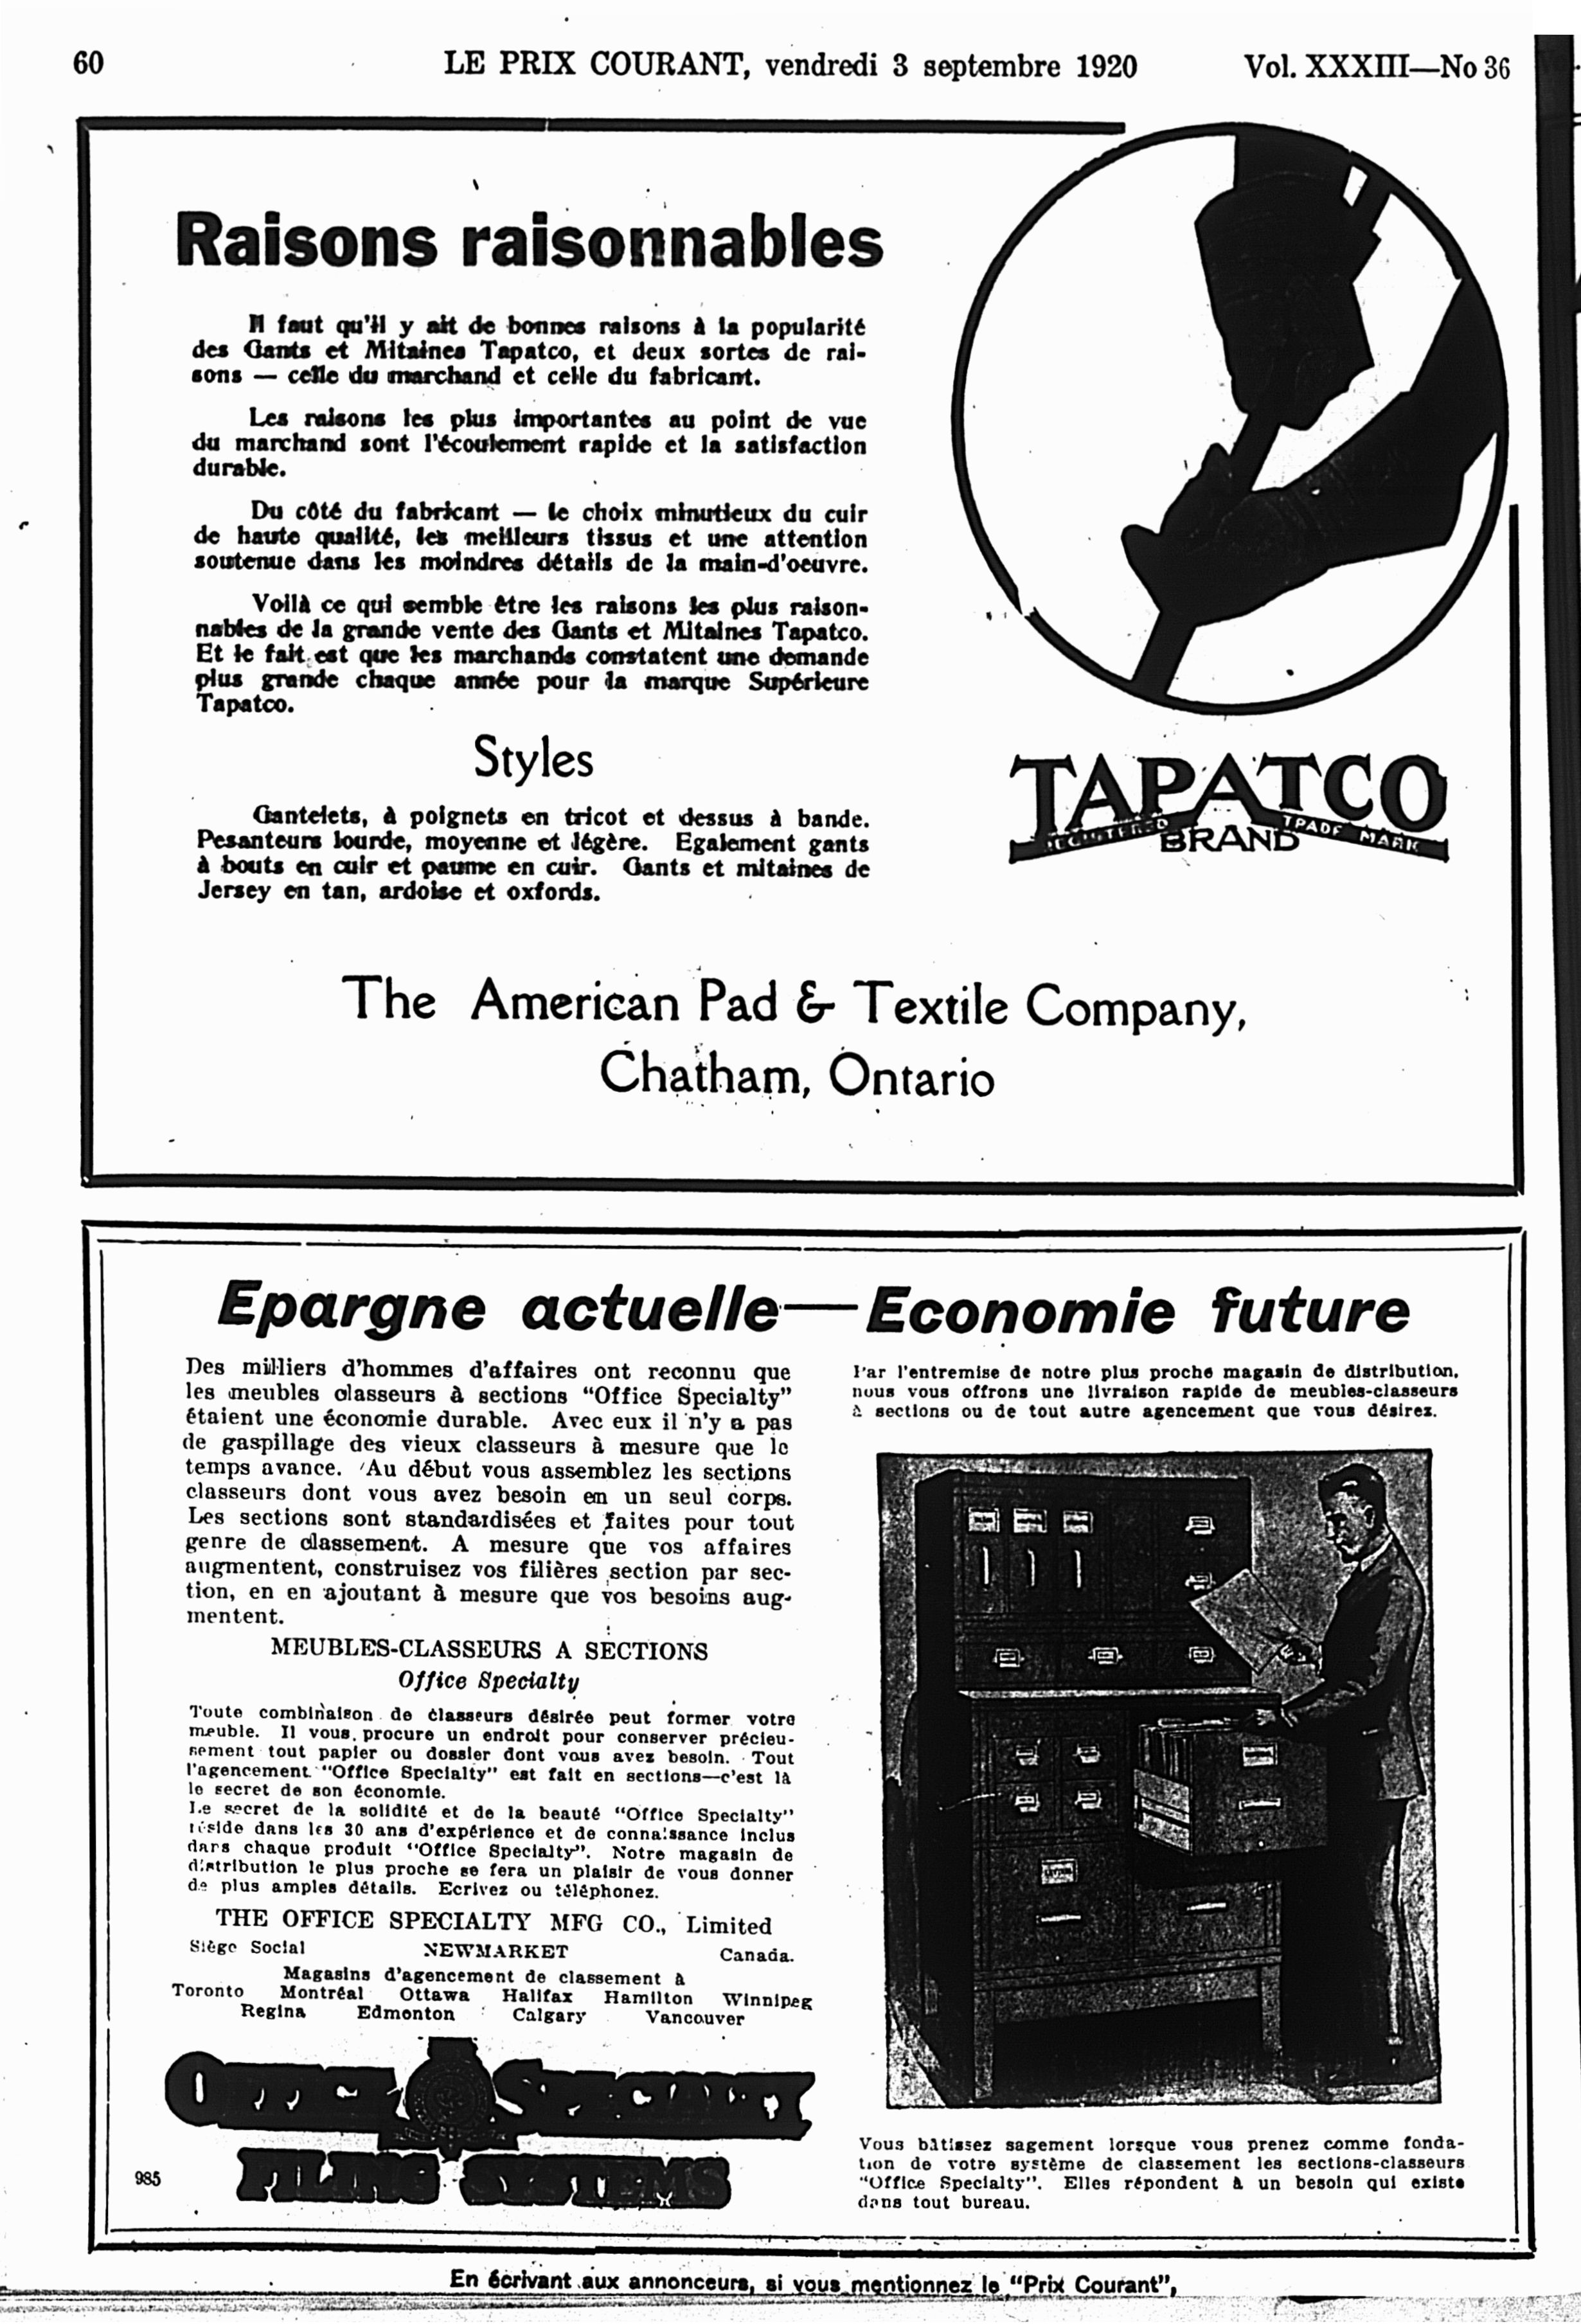 60
LE PRIX COURANT, vendredi 3 septembre 1920
Vol. XXXIII—No 36
Raisons raisonnables
Il faut qu'il y ait de bonnes raisons à la popularité
des Gants et Mitaines Tapatco, et deux sortes de rai-
sons — celle du marchand et celle du fabricant.
Les raisons les plus importantes au point de vue
du marchand sont l'écoulement rapide et la satisfaction
durable.
Du côté du fabricant — le choix minutieux du cuir
de haute qualité, les meilleurs tissus et une attention
soutenue dans les moindres détails de la main-d'oeuvre.
Voilà ce qui semble être les raisons les plus raison-
nables de la grande vente des Gants et Mitaines Tapatco.
Et le fait est que les marchands constatent une demande
plus grande chaque année pour la marque Supérieure
Tapatco.
Styles
Gantelets, à poignets en tricot et dessus à bande.
Pesanteurs lourde, moyenne et légère. Egalement gants
à bouts en cuir et paume en cuir. Gants et mitaines de
Jersey en tan, ardoise et oxfords.
TAPATCO
REGISTERED TRADE MARK
BRAND
The American Pad & Textile Company,
Chatham, Ontario
Epargne actuelle—Economie future
Des milliers d'hommes d'affaires ont reconnu que
les meubles classeurs à sections "Office Specialty"
étaient une économie durable. Avec eux il n'y a pas
de gaspillage des vieux classeurs à mesure que le
temps avance. Au début vous assemblez les sections
classeurs dont vous avez besoin en un seul corps.
Les sections sont standardisées et faites pour tout
genre de classement. A mesure que vos affaires
augmentent, construisez vos filières section par sec-
tion, en en ajoutant à mesure que vos besoins aug-
mentent.
MEUBLES-CLASSEURS A SECTIONS
Office Specialty
Toute combinaison de classeurs désirée peut former votre
meuble. Il vous procure un endroit pour conserver précieu-
sement tout papier ou dossier dont vous avez besoin. Tout
l'agencement "Office Specialty" est fait en sections—c'est là
le secret de son économie.
Le secret de la solidité et de la beauté "Office Specialty"
réside dans les 30 ans d'expérience et de connaissance inclus
dans chaque produit "Office Specialty". Notre magasin de
distribution le plus proche se fera un plaisir de vous donner
de plus amples détails. Ecrivez ou téléphonez.
THE OFFICE SPECIALTY MFG CO., Limited
Siège Social NEWMARKET Canada.
Magasins d'agencement de classement à
Toronto Montréal Ottawa Halifax Hamilton Winnipeg
Regina Edmonton Calgary Vancouver
OFFICE SPECIALTY
FILING SYSTEMS
985
Par l'entremise de notre plus proche magasin de distribution,
nous vous offrons une livraison rapide de meubles-classeurs
à sections ou de tout autre agencement que vous désirez.
Vous bâtissez sagement lorsque vous prenez comme fonda-
tion de votre système de classement les sections-classeurs
"Office Specialty". Elles répondent à un besoin qui existe
dans tout bureau.
En écrivant aux annonceurs, si vous mentionnez le "Prix Courant",